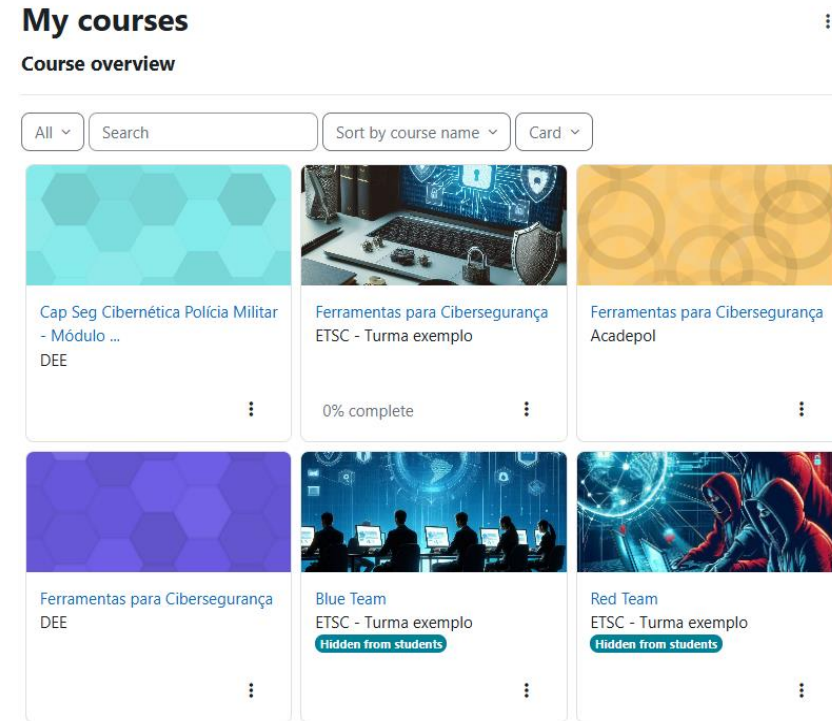 My courses
Course overview
All
Search
Sort by course name
Card
Cap Seg Cibernética Polícia Militar
- Módulo ...
DEE
Ferramentas para Cibersegurança
ETSC - Turma exemplo
0% complete
Ferramentas para Cibersegurança
Acadepol
Ferramentas para Cibersegurança
DEE
Blue Team
ETSC - Turma exemplo
Hidden from students
Red Team
ETSC - Turma exemplo
Hidden from students